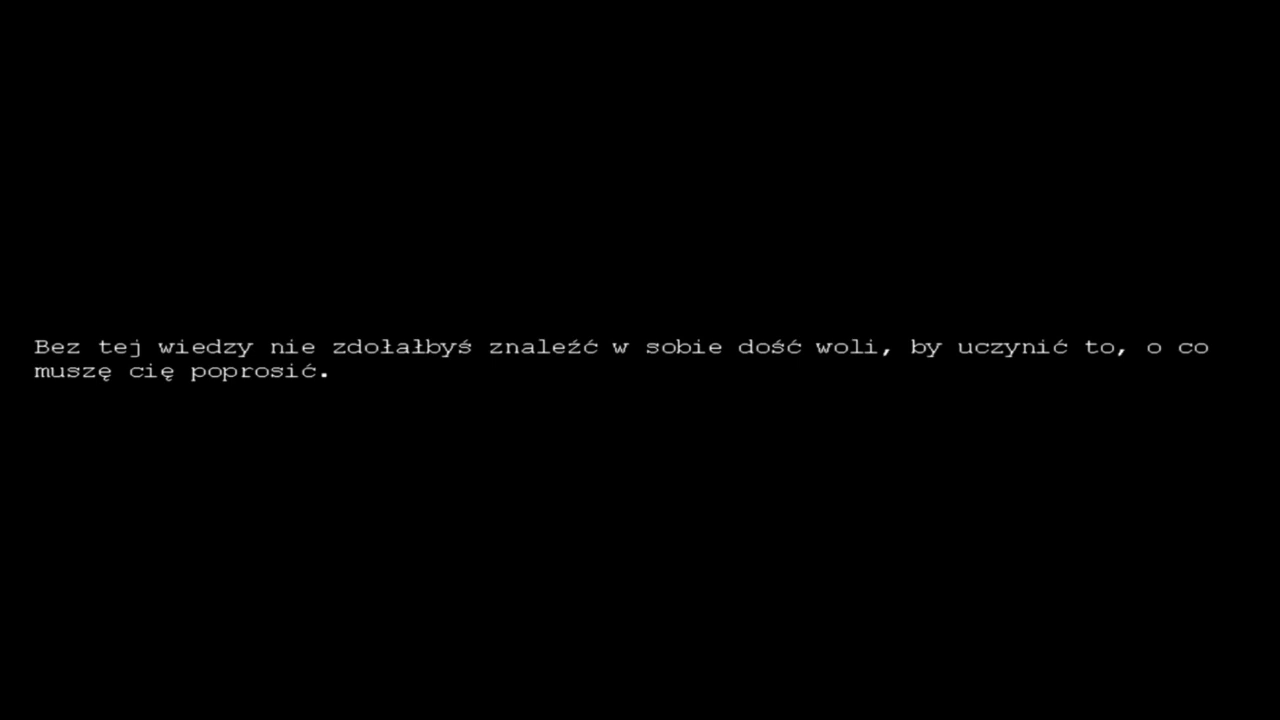 Bez tej wiedzy nie zdołałbyś znaleźć w sobie dość woli, by uczynić to, o co
muszę cię poprosić.